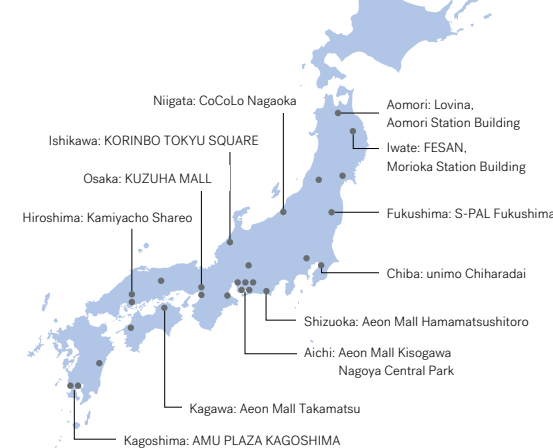 Niigata: CoCoLo Nagaoka
Aomori: Lovina,
Aomori Station Building
Ishikawa: KORINBO TOKYU SQUARE
Iwate: FESAN,
Morioka Station Building
Osaka: KUZUHA MALL
Hiroshima: Kamiyacho Shareo
Fukushima: S-PAL Fukushima
Chiba: unimo Chiharadai
Shizuoka: Aeon Mall Hamamatsushitoro
Aichi: Aeon Mall Kisogawa
Nagoya Central Park
Kagawa: Aeon Mall Takamatsu
Kagoshima: AMU PLAZA KAGOSHIMA